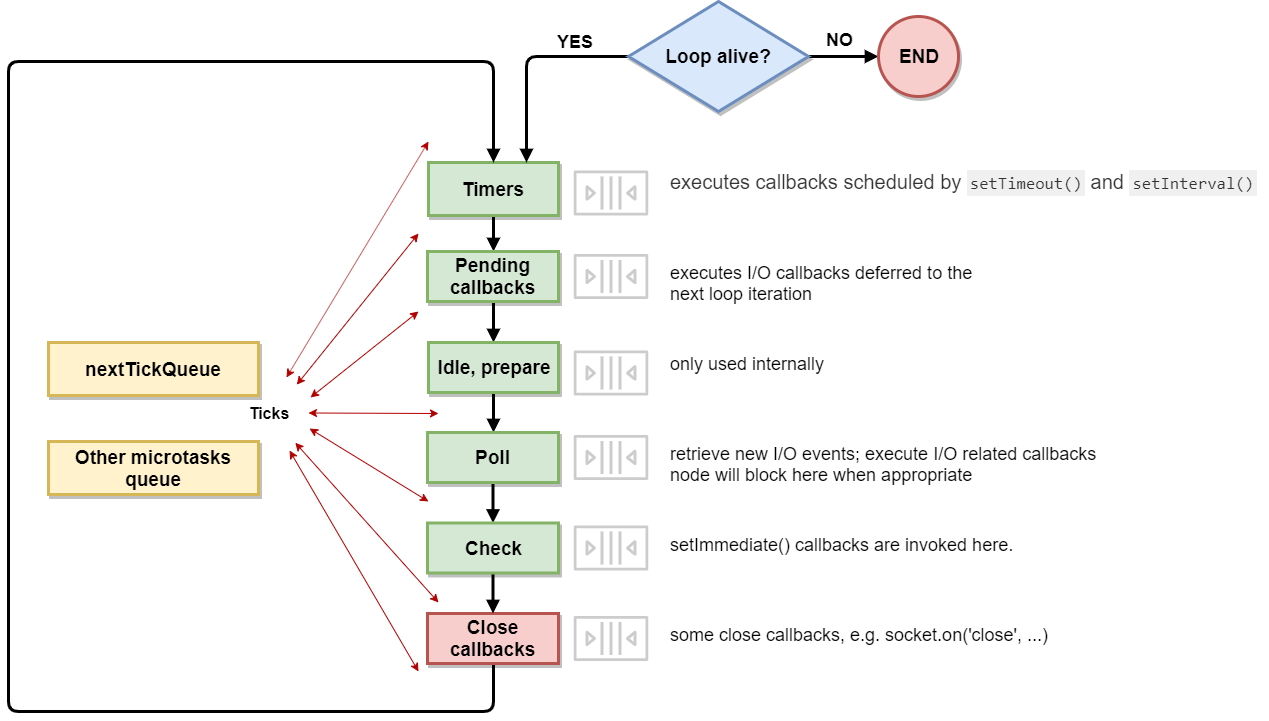 YES
Loop alive?
NO
END
Timers
executes callbacks scheduled by setTimeout() and setInterval()
Pending
callbacks
executes I/O callbacks deferred to the
next loop iteration
nextTickQueue
Idle, prepare
only used internally
Ticks
Other microtasks
queue
Poll
retrieve new I/O events; execute I/O related callbacks
node will block here when appropriate
Check
setImmediate() callbacks are invoked here.
Close
callbacks
some close callbacks, e.g. socket.on('close', ...)